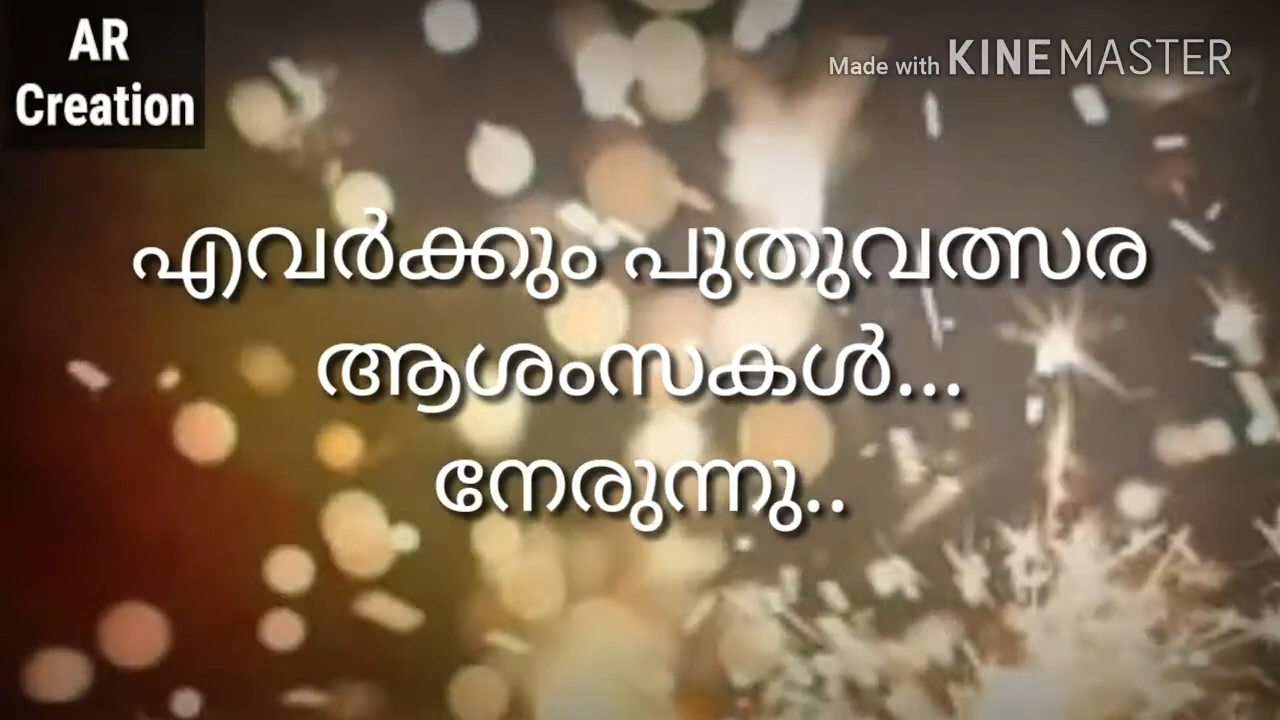 AR
Creation
Made with KINEMASTER
എവർക്കും പുതുവത്സര
ആശംസകൾ...
നേരുന്നു..